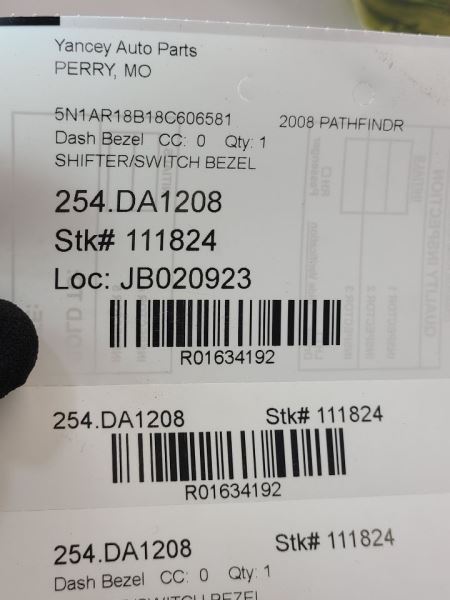 Yancey Auto Parts
PERRY, MO
5N1AR18B18C606581 2008 PATHFINDR
Dash Bezel CC: 0 Qty: 1
SHIFTER/SWITCH BEZEL
254.DA1208
Stk# 111824
Loc: JB020923
R01634192
254.DA1208 Stk# 111824
R01634192
254.DA1208 Stk# 111824
Dash Bezel CC: 0 Qty: 1